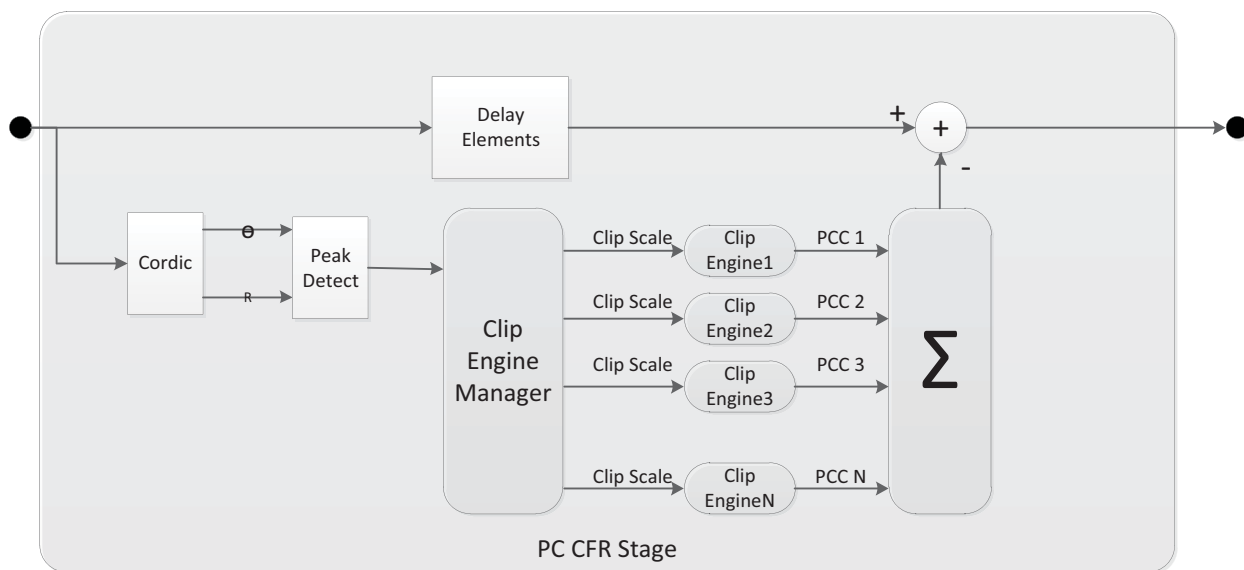 Delay
Elements
+
+
-
Cordic
Θ
R
Peak
Detect
Clip
Engine
Manager
Clip Scale
Clip
Engine1
PCC 1
Clip Scale
Clip
Engine2
PCC 2
Clip Scale
Clip
Engine3
PCC 3
Clip Scale
Clip
EngineN
PCC N
Σ
PC CFR Stage